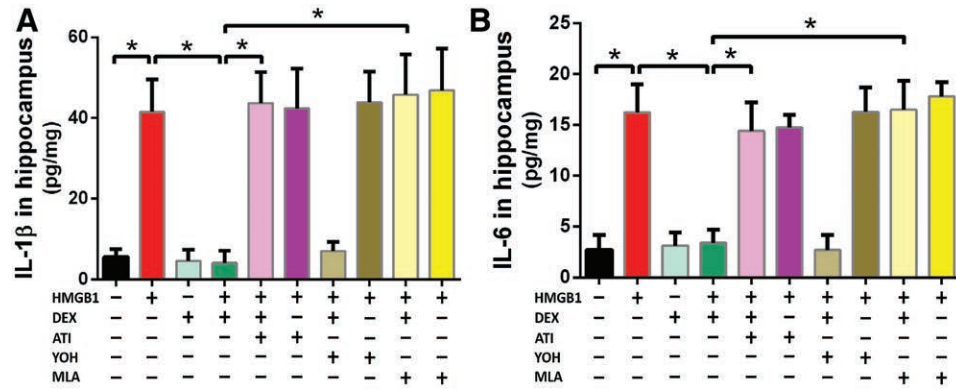 A
IL-1β in hippocampus
(pg/mg)
60
40
20
0
* * * *
HMGB1 − + − + + + + + + +
DEX − − + + + − + − + −
ATI − − − − + + − − − −
YOH − − − − − − + + − −
MLA − − − − − − − − + +
B
IL-6 in hippocampus
(pg/mg)
25
20
15
10
5
0
* * * *
HMGB1 − + − + + + + + + +
DEX − − + + + − + − + −
ATI − − − − + + − − − −
YOH − − − − − − + + − −
MLA − − − − − − − − + +